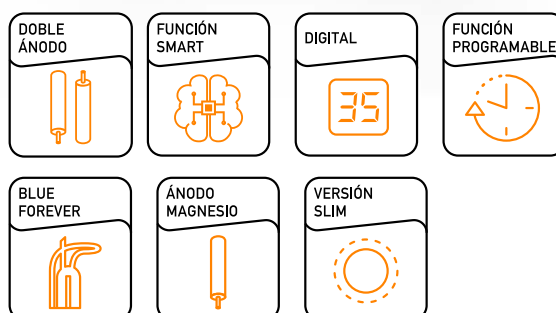 DOBLE
ÁNODO
FUNCIÓN
SMART
DIGITAL
35
FUNCIÓN
PROGRAMABLE
BLUE
FOREVER
ÁNODO
MAGNESIO
VERSIÓN
SLIM